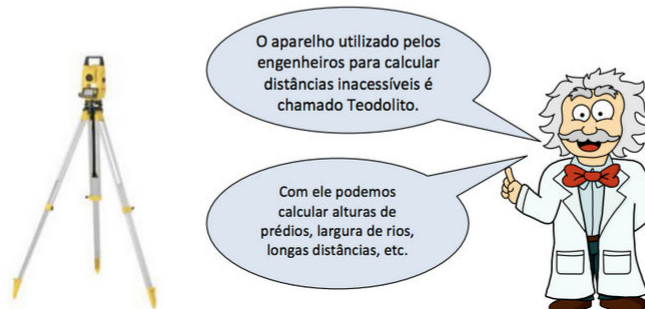 O aparelho utilizado pelos
engenheiros para calcular
distâncias inacessíveis é
chamado Teodolito.
Com ele podemos
calcular alturas de
prédios, largura de rios,
longas distâncias, etc.